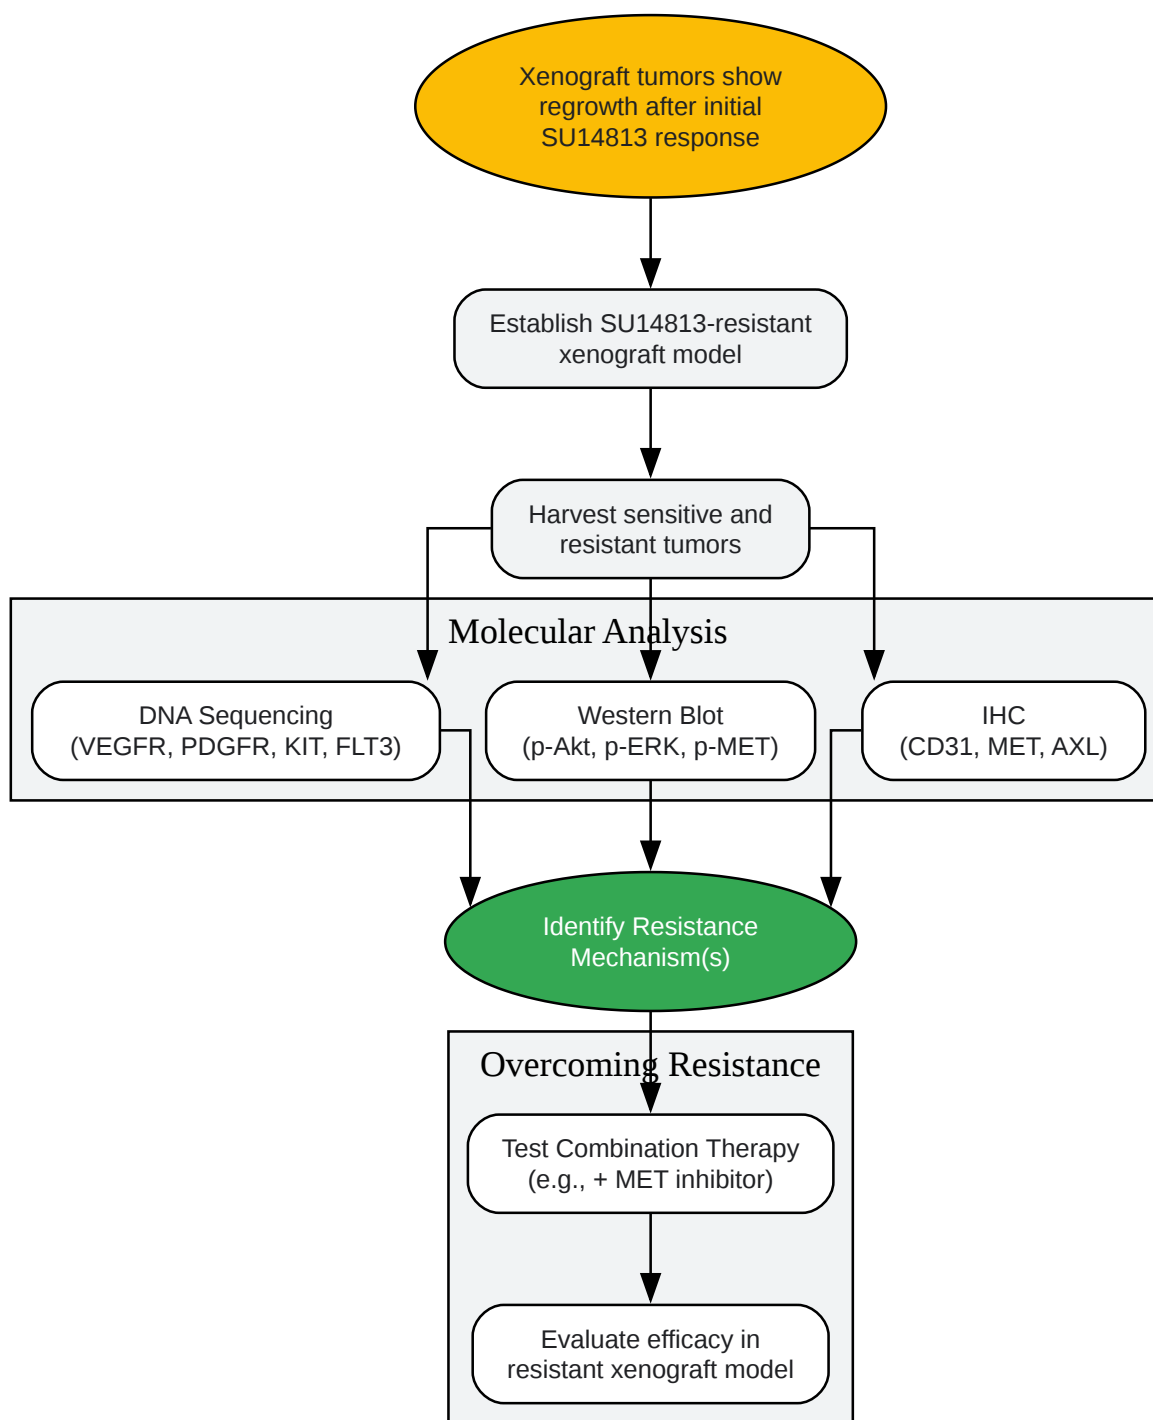 Xenograft tumors show
regrowth after initial
SU14813 response
Establish SU14813-resistant
xenograft model
Harvest sensitive and
resistant tumors
Molecular Analysis
DNA Sequencing
(VEGFR, PDGFR, KIT, FLT3)
Western Blot
(p-Akt, p-ERK, p-MET)
IHC
(CD31, MET, AXL)
Identify Resistance
Mechanism(s)
Overcoming Resistance
Test Combination Therapy
(e.g., + MET inhibitor)
Evaluate efficacy in
resistant xenograft model